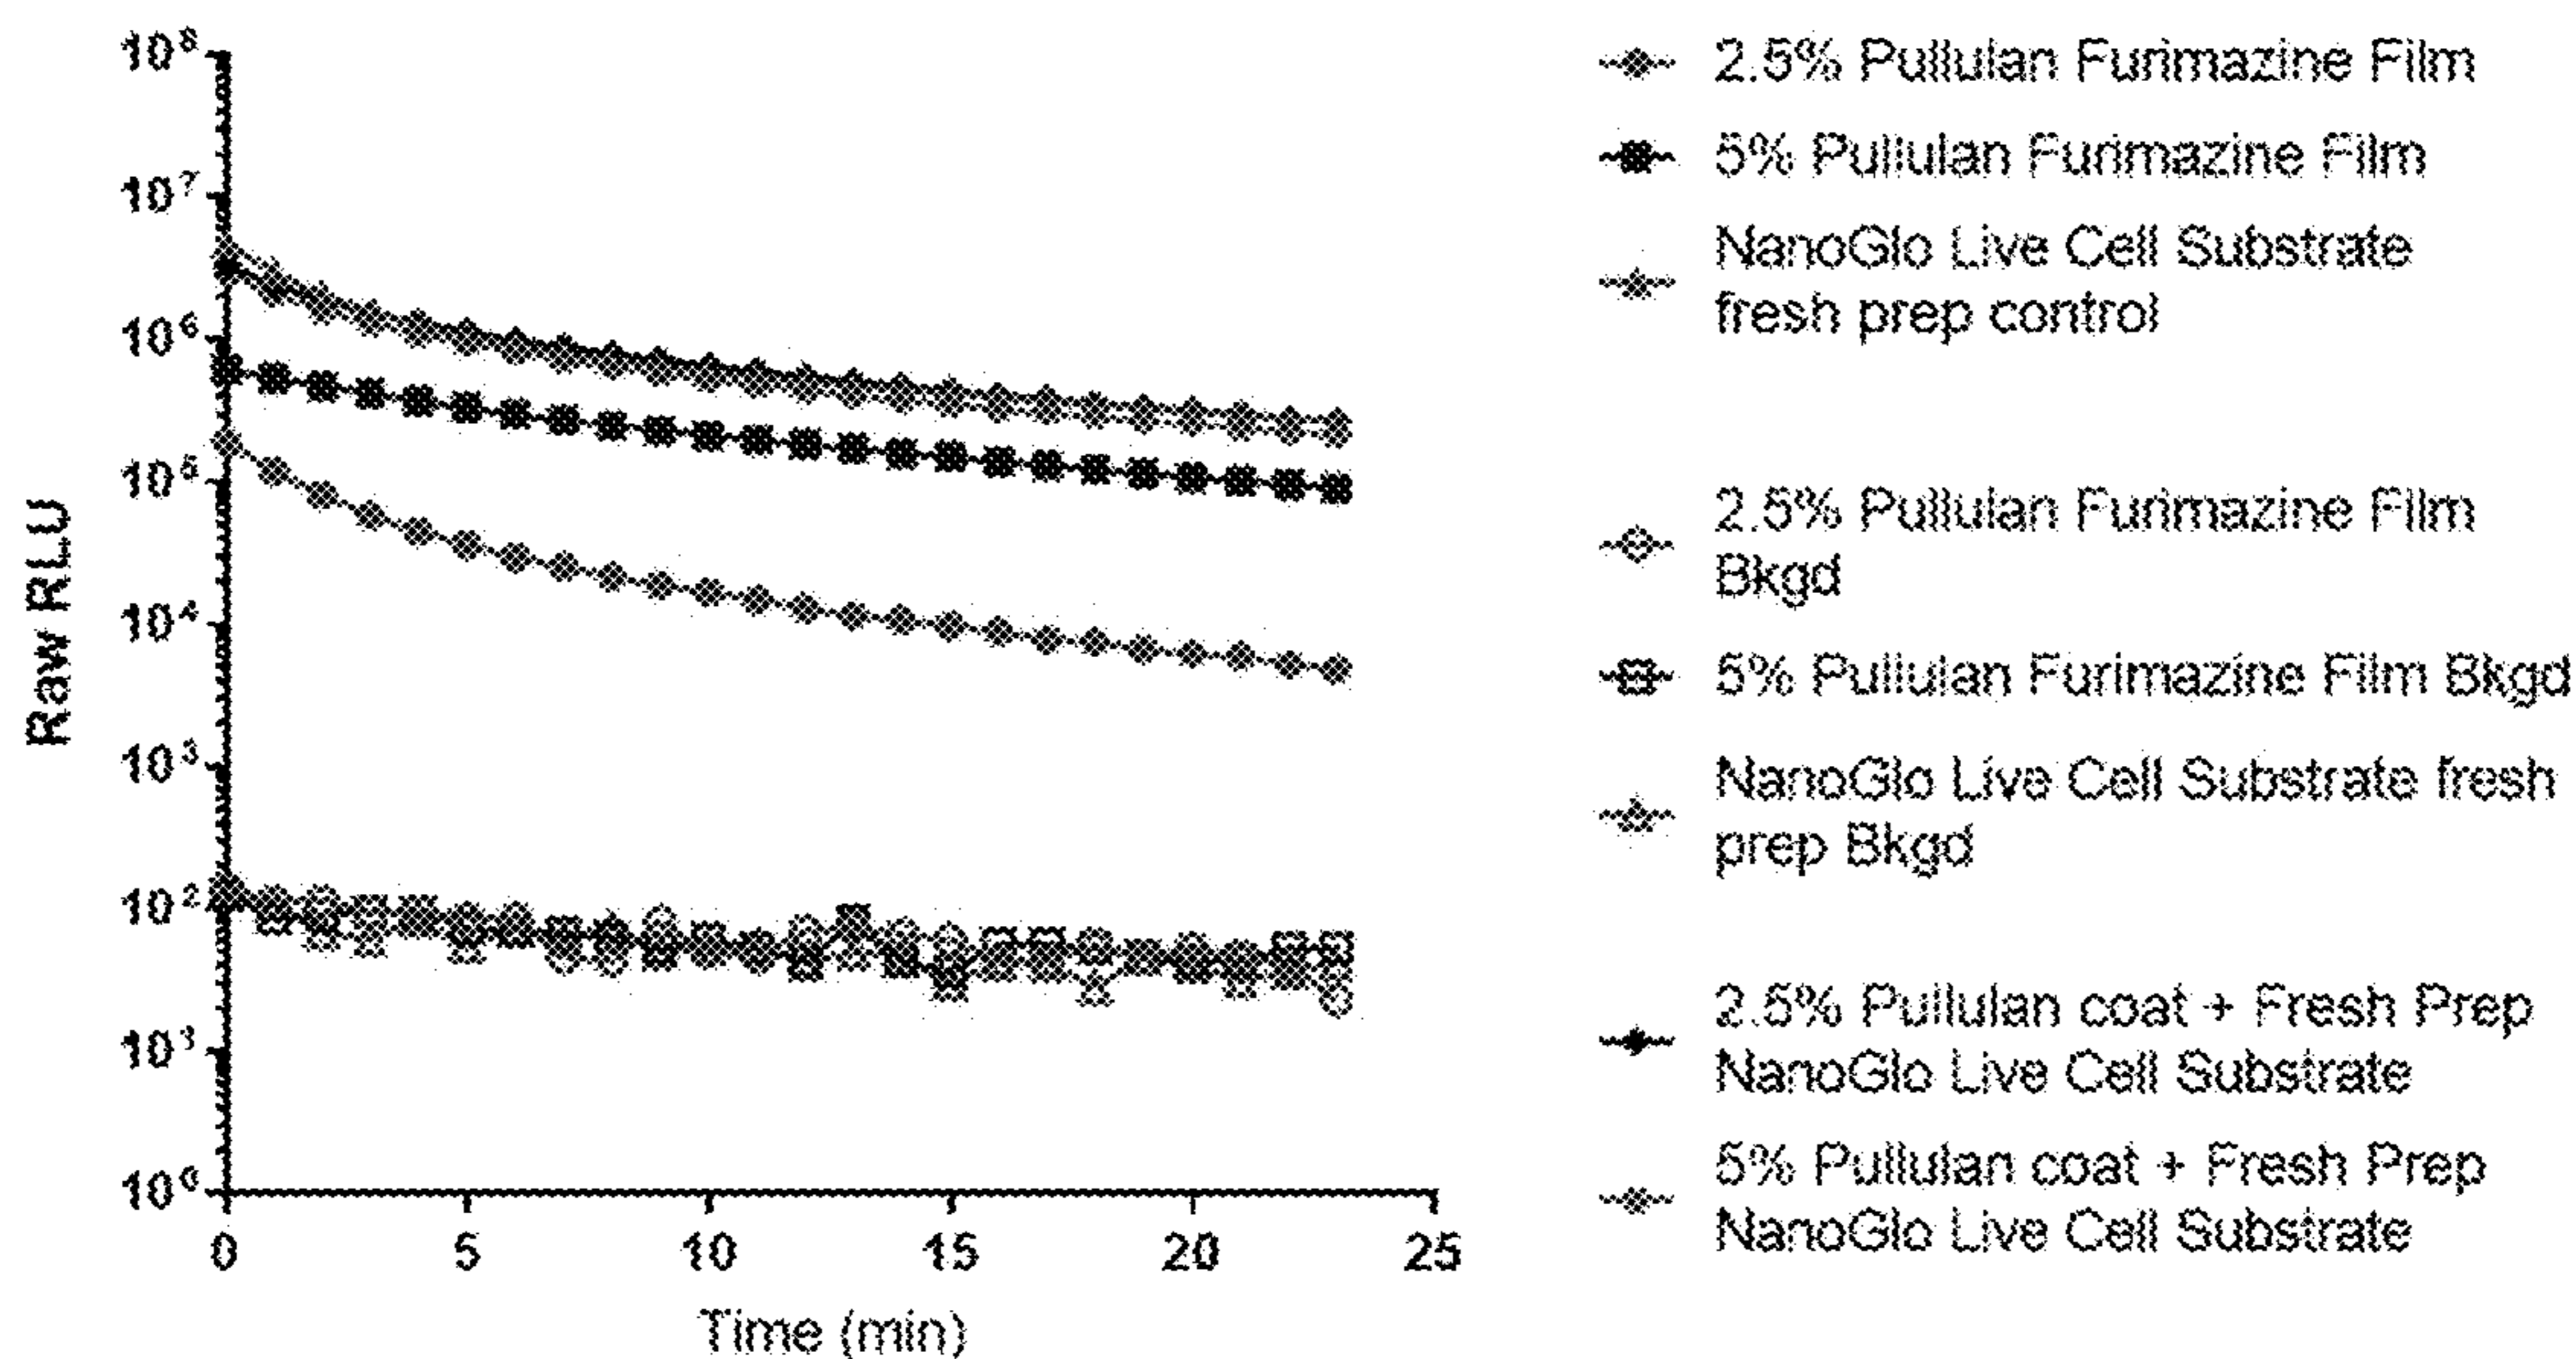 10⁸
10⁷
10⁶
10⁵
10⁴
10³
10²
10¹
10⁰
Raw RLU
0 5 10 15 20 25
Time (min)
2.5% Pullulan Furimazine Film
5% Pullulan Furimazine Film
NanoGlo Live Cell Substrate
fresh prep control
2.5% Pullulan Furimazine Film
Bkgd
5% Pullulan Furimazine Film Bkgd
NanoGlo Live Cell Substrate fresh
prep Bkgd
2.5% Pullulan coat + Fresh Prep
NanoGlo Live Cell Substrate
5% Pullulan coat + Fresh Prep
NanoGlo Live Cell Substrate